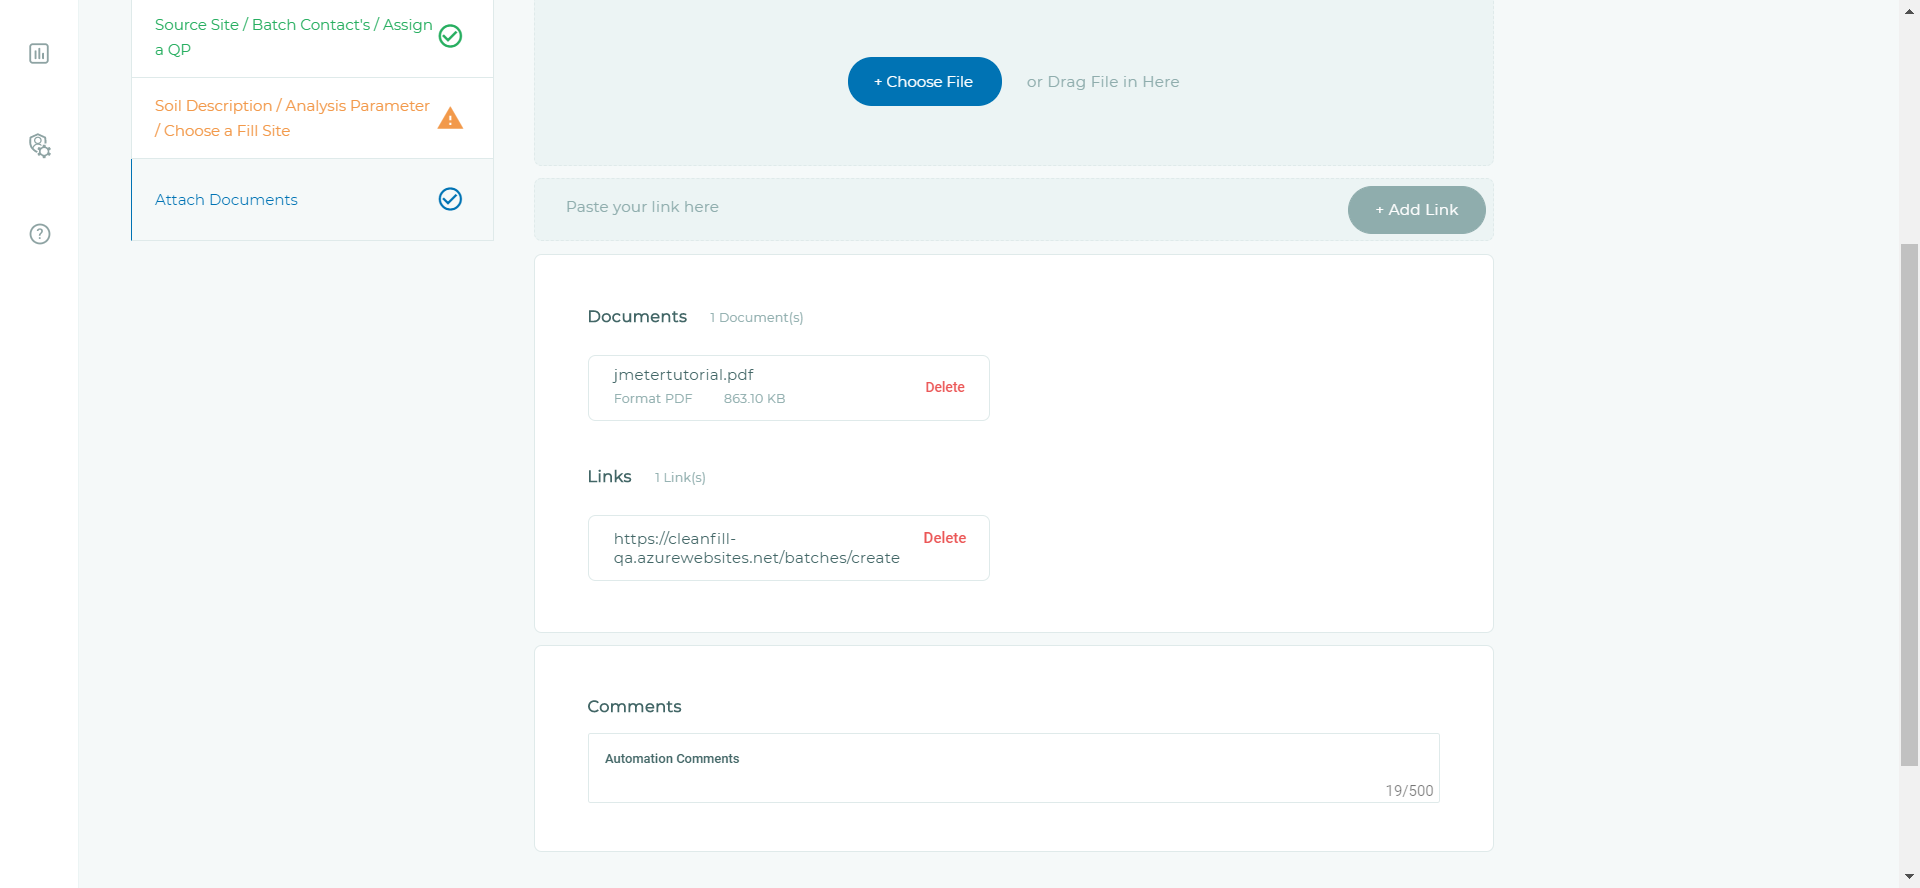 Source Site / Batch Contact's / Assign
a QP
Soil Description / Analysis Parameter
/ Choose a Fill Site
Attach Documents
+ Choose File
or Drag File in Here
Paste your link here
+ Add Link
Documents 1 Document(s)
jmetertutorial.pdf
Format PDF 863.10 KB
Delete
Links 1 Link(s)
https://cleanfill-
qa.azurewebsites.net/batches/create
Delete
Comments
Automation Comments
19/500